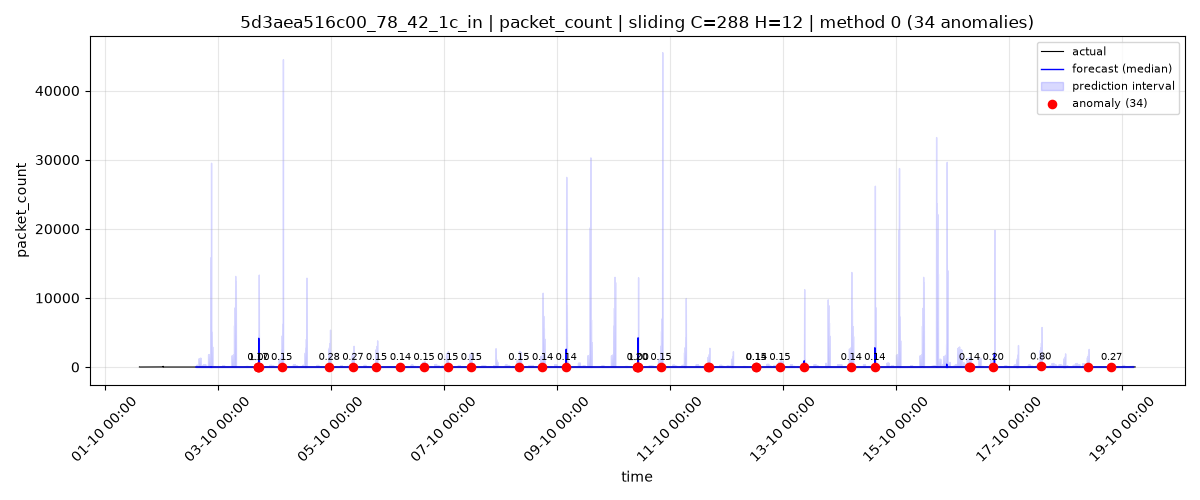 5d3aea516c00_78_42_1c_in | packet_count | sliding C=288 H=12 | method 0 (34 anomalies)
actual
forecast (median)
prediction interval
anomaly (34)
packet_count
40000
30000
20000
10000
0
0.15 0.28 0.27 0.15 0.14 0.15 0.15 0.15 0.15 0.14 0.14 0.15 0.15 0.14 0.14 0.14 0.20 0.80 0.27
01-10 00:00
03-10 00:00
05-10 00:00
07-10 00:00
09-10 00:00
11-10 00:00
13-10 00:00
15-10 00:00
17-10 00:00
19-10 00:00
time